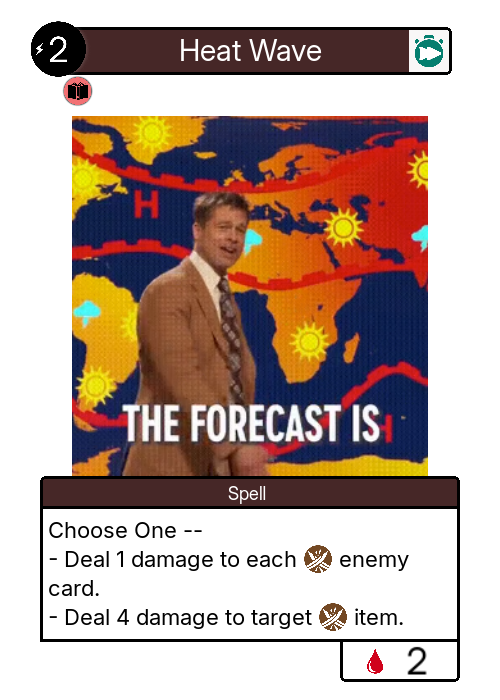 2
Heat Wave
H
THE FORECAST IS
Spell
Choose One --
- Deal 1 damage to each enemy
card.
- Deal 4 damage to target item.
2